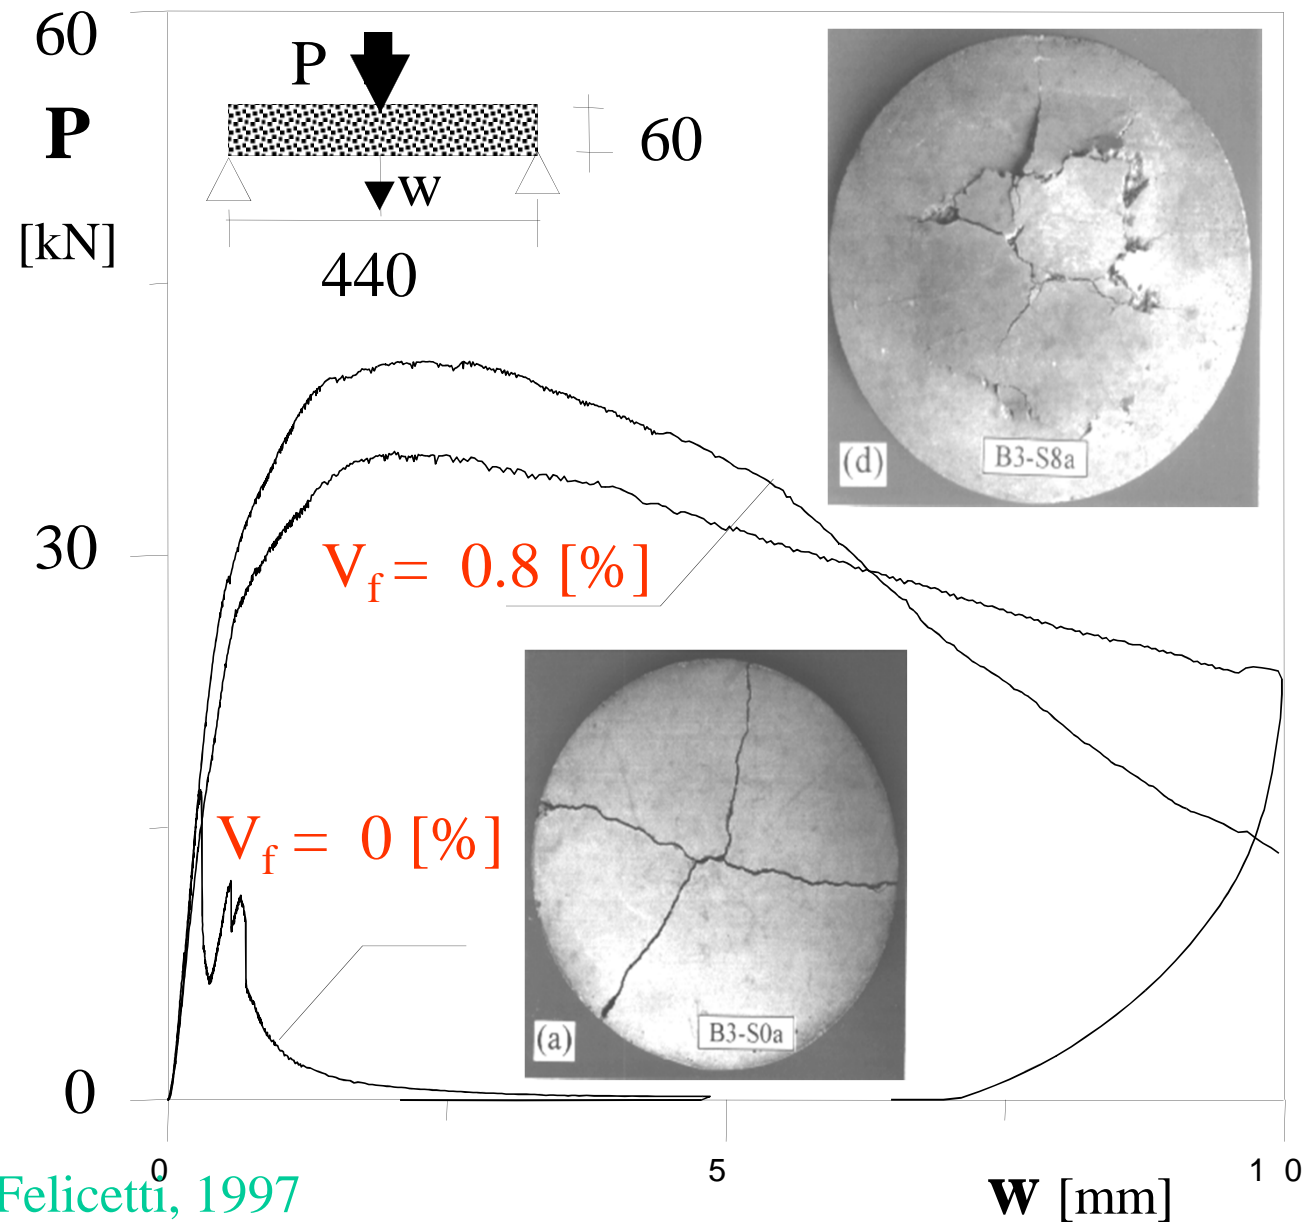 60
P
[kN]
P
60
w
440
(d)
B3-S8a
30
Vf = 0.8 [%]
Vf = 0 [%]
(a)
B3-S0a
0
0
5
1 0
Felicetti, 1997
w [mm]